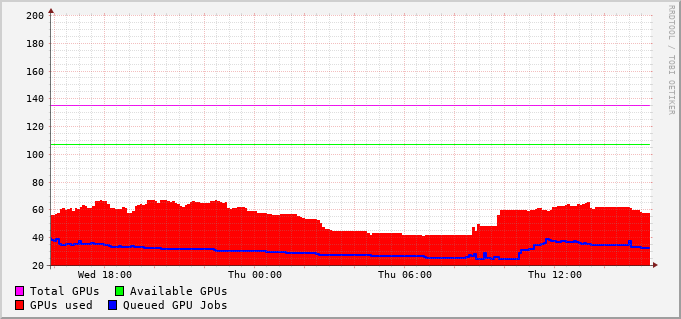 RRDTOOL / TOBI OETIKER
200
180
160
140
120
100
80
60
40
20
Wed 18:00 Thu 00:00 Thu 06:00 Thu 12:00
Total GPUs Available GPUs
GPUs used Queued GPU Jobs